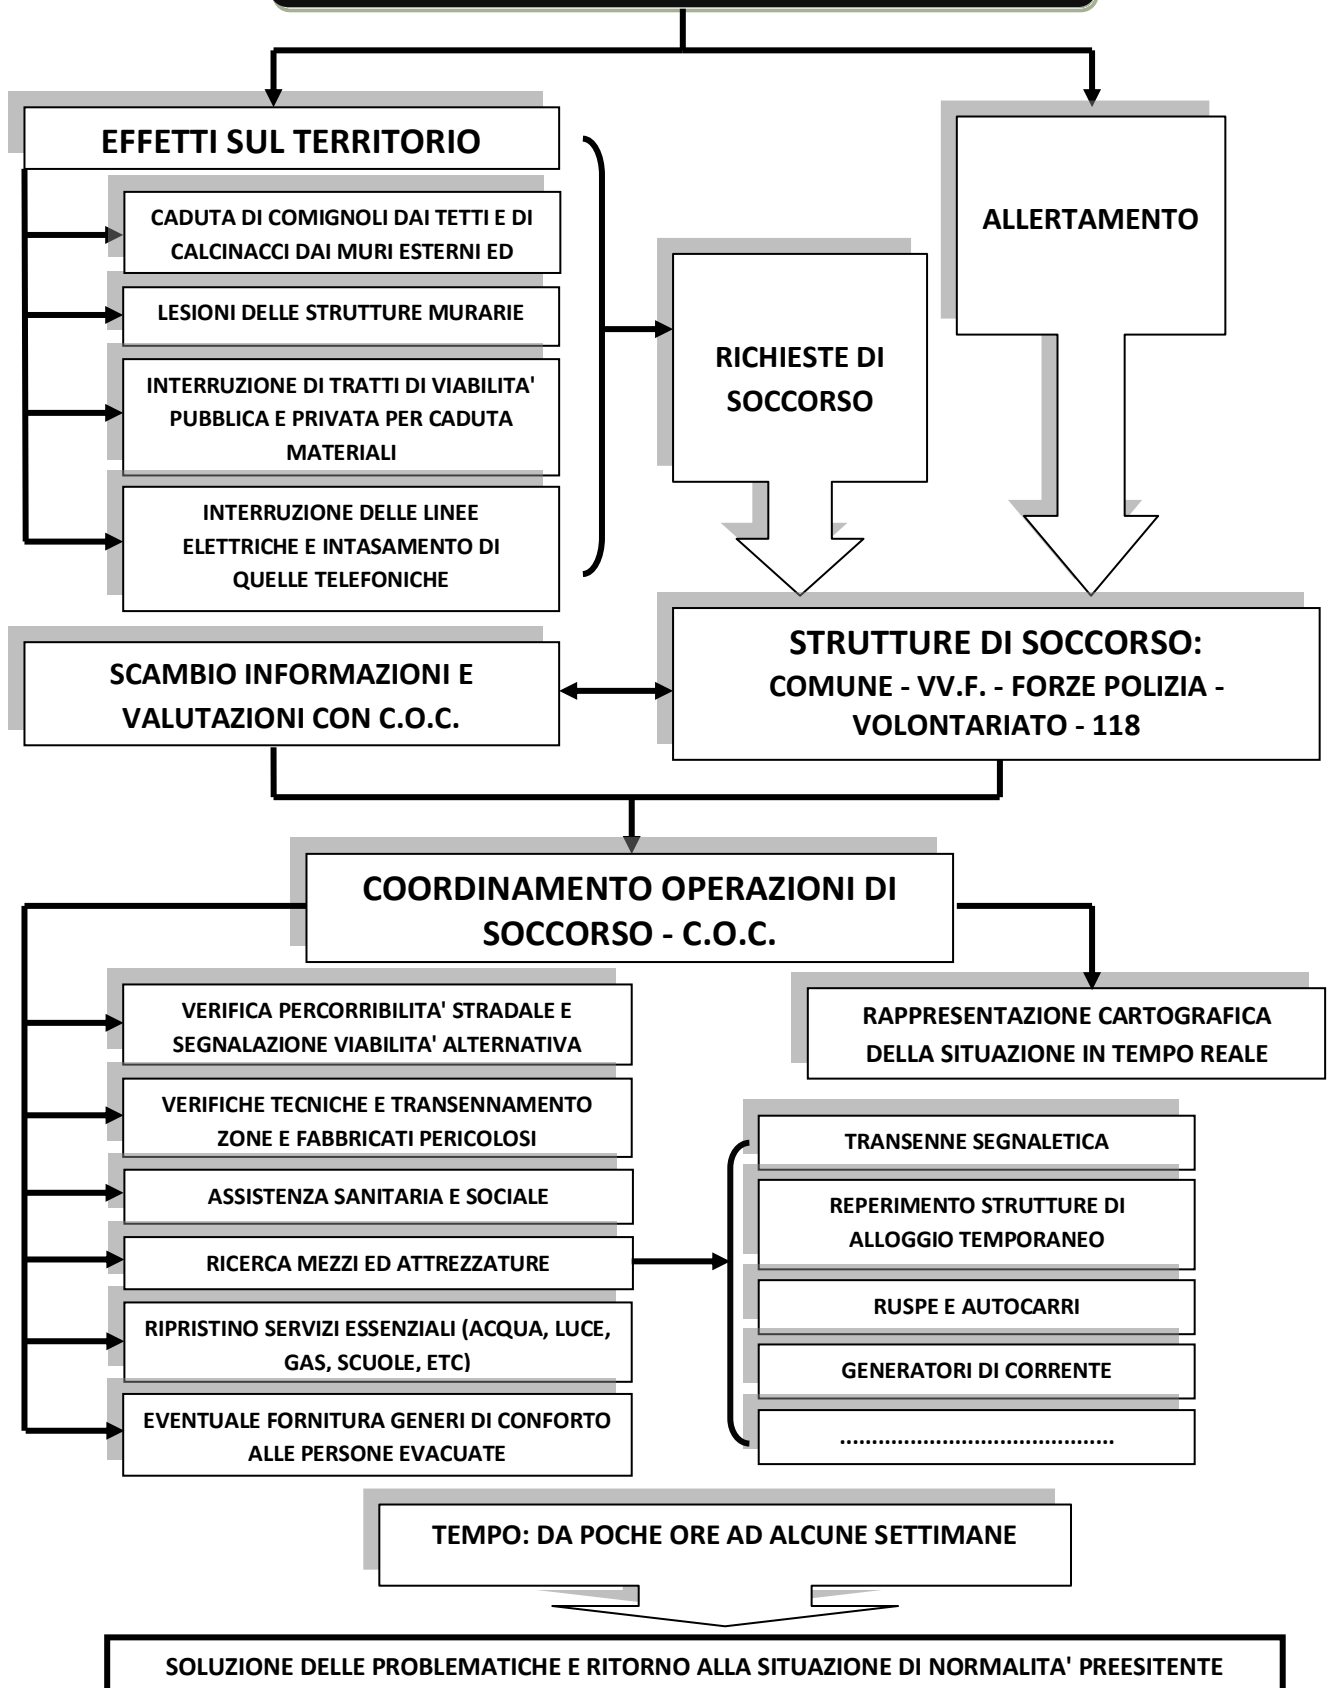 EFFETTI SUL TERRITORIO
CADUTA DI COMIGNOLI DAI TETTI E DI
CALCINACCI DAI MURI ESTERNI ED
LESIONI DELLE STRUTTURE MURARIE
INTERRUZIONE DI TRATTI DI VIABILITA' 
PUBBLICA E PRIVATA PER CADUTA
MATERIALI
INTERRUZIONE DELLE LINEE
ELETTRICHE E INTASAMENTO DI
QUELLE TELEFONICHE
RICHIESTE DI
SOCCORSO
ALLERTAMENTO
SCAMBIO INFORMAZIONI E
VALUTAZIONI CON C.O.C.
STRUTTURE DI SOCCORSO:
COMUNE - VV.F. - FORZE POLIZIA -
VOLONTARIATO - 118
COORDINAMENTO OPERAZIONI DI
SOCCORSO - C.O.C.
VERIFICA PERCORRIBILITA' STRADALE E
SEGNALAZIONE VIABILITA' ALTERNATIVA
VERIFICHE TECNICHE E TRANSENNAMENTO
ZONE E FABBRICATI PERICOLOSI
ASSISTENZA SANITARIA E SOCIALE
RICERCA MEZZI ED ATTREZZATURE
RIPRISTINO SERVIZI ESSENZIALI (ACQUA, LUCE,
GAS, SCUOLE, ETC)
EVENTUALE FORNITURA GENERI DI CONFORTO
ALLE PERSONE EVACUATE
RAPPRESENTAZIONE CARTOGRAFICA
DELLA SITUAZIONE IN TEMPO REALE
TRANSENNE SEGNALETICA
REPERIMENTO STRUTTURE DI
ALLOGGIO TEMPORANEO
RUSPE E AUTOCARRI
GENERATORI DI CORRENTE
...........................................
TEMPO: DA POCHE ORE AD ALCUNE SETTIMANE
SOLUZIONE DELLE PROBLEMATICHE E RITORNO ALLA SITUAZIONE DI NORMALITA' PREESITENTE